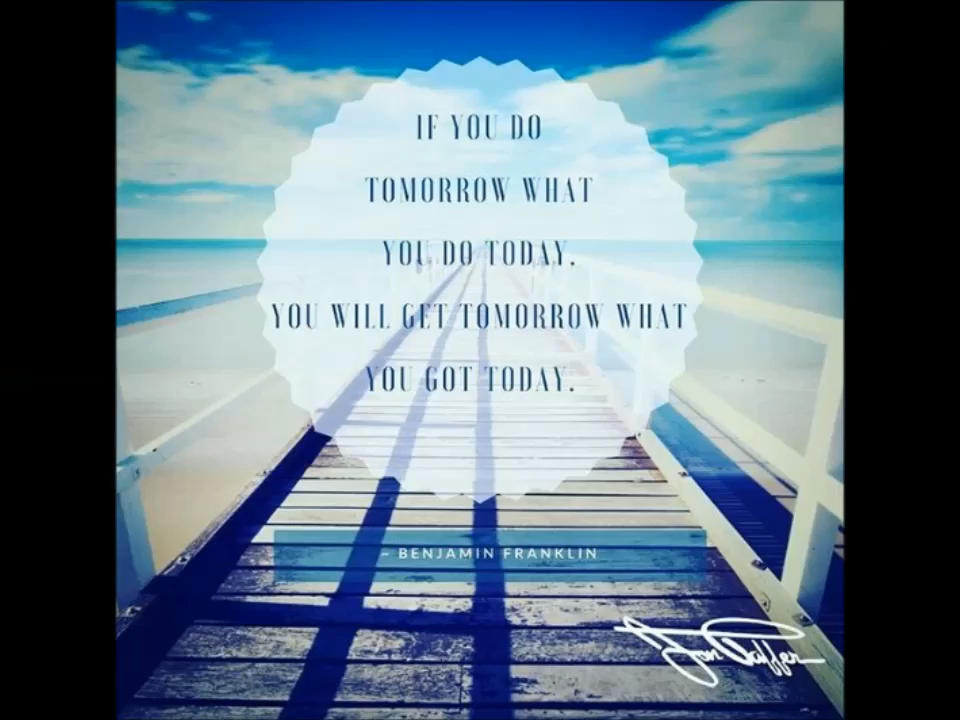 IF YOU DO
TOMORROW WHAT
YOU DO TODAY.
YOU WILL GET TOMORROW WHAT
YOU GOT TODAY.
~ BENJAMIN FRANKLIN